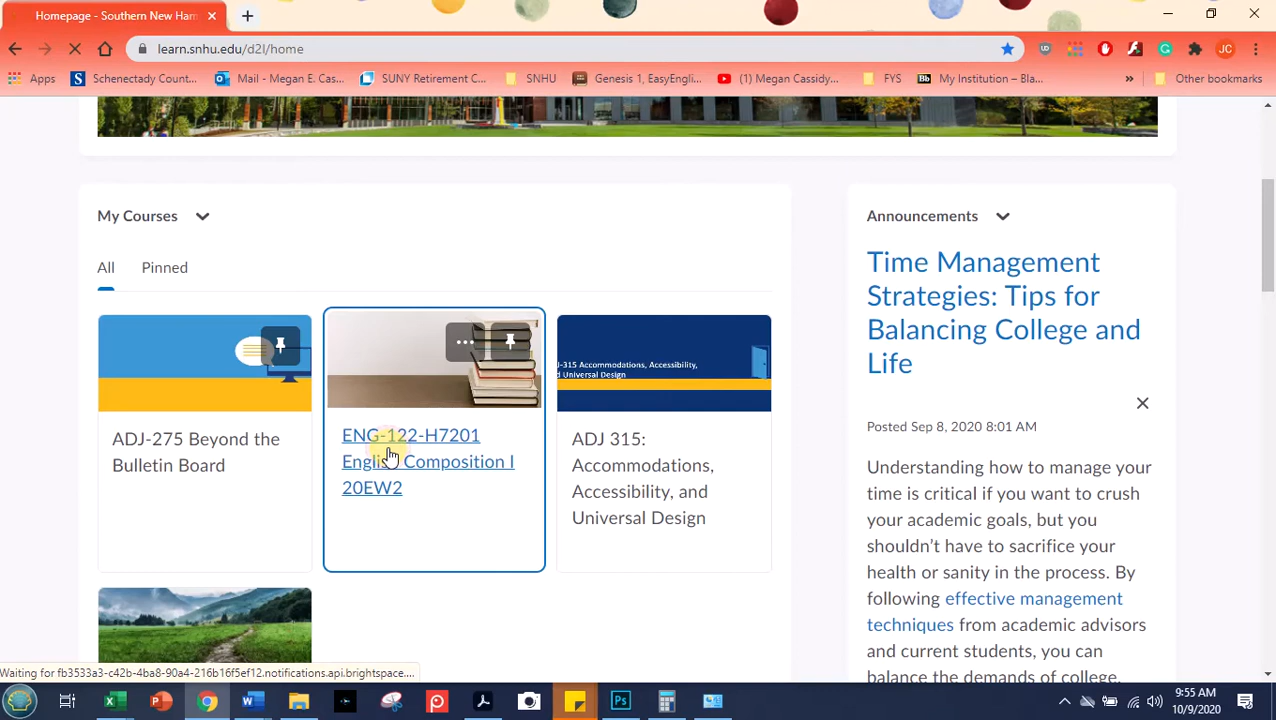 Homepage - Southern New Ham
learn.snhu.edu/d2l/home
JC
Apps
Schenectady Count...
Mail - Megan E. Cas...
SUNY Retirement C...
SNHU
Genesis 1, EasyEngli...
(1) Megan Cassidy...
FYS
Bb My Institution – Bla...
»
Other bookmarks
My Courses
All Pinned
ADJ-275 Beyond the
Bulletin Board
ENG-122-H7201
English Composition I
20EW2
J-315 Accommodations, Accessibility,
d Universal Design
ADJ 315:
Accommodations,
Accessibility, and
Universal Design
Announcements
Time Management
Strategies: Tips for
Balancing College and
Life
Posted Sep 8, 2020 8:01 AM
Understanding how to manage your
time is critical if you want to crush
your academic goals, but you
shouldn’t have to sacrifice your
health or sanity in the process. By
following effective management
techniques from academic advisors
and current students, you can
balance the demands of college,
Waiting for fb3533a3-c42b-4ba8-90a4-216b16f5ef12.notifications.api.brightspace....
9:55 AM
10/9/2020